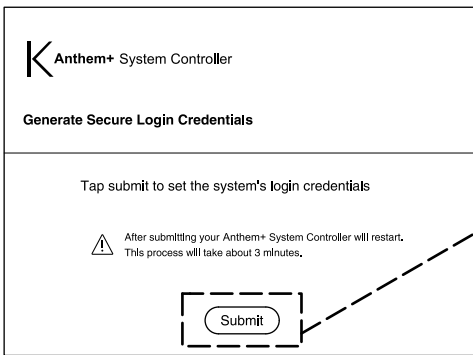 Anthem+ System Controller
Generate Secure Login Credentials
Tap submit to set the system's login credentials
After submitting your Anthem+ System Controller will restart.
This process will take about 3 minutes.
Submit